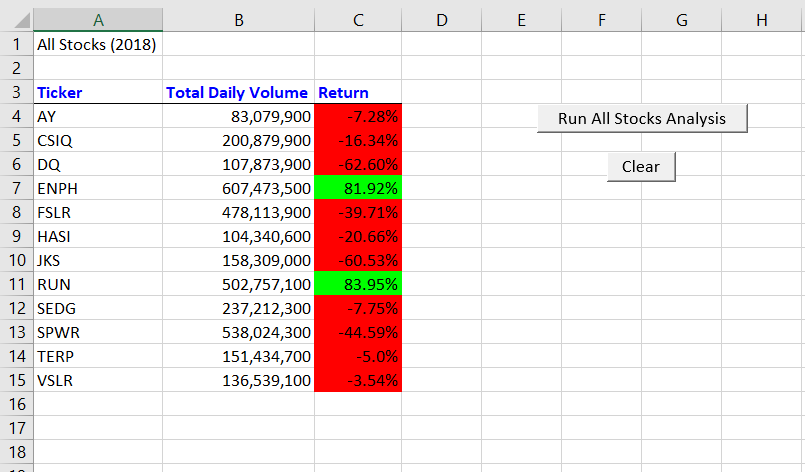 A B C D E F G H
1 All Stocks (2018)
2
3 Ticker Total Daily Volume Return
4 AY 83,079,900 -7.28% Run All Stocks Analysis
5 CSIQ 200,879,900 -16.34%
6 DQ 107,873,900 -62.60% Clear
7 ENPH 607,473,500 81.92%
8 FSLR 478,113,900 -39.71%
9 HASI 104,340,600 -20.66%
10 JKS 158,309,000 -60.53%
11 RUN 502,757,100 83.95%
12 SEDG 237,212,300 -7.75%
13 SPWR 538,024,300 -44.59%
14 TERP 151,434,700 -5.0%
15 VSLR 136,539,100 -3.54%
16
17
18